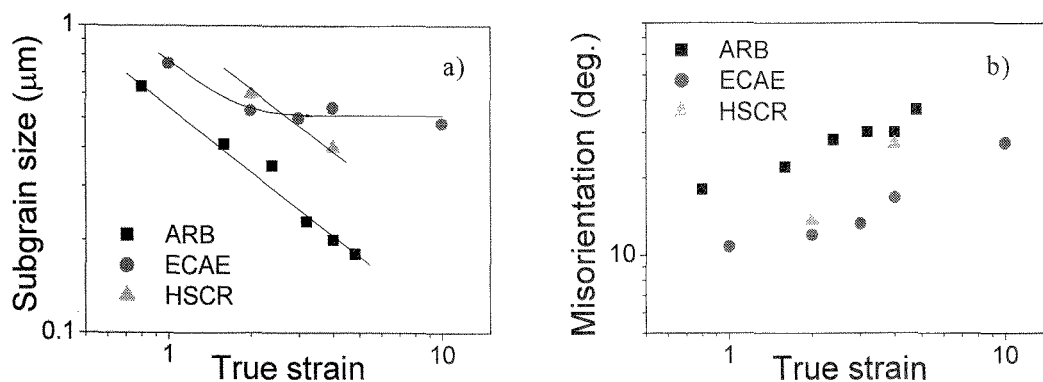 1
Subgrain size (μm)
0.1
a)
ARB
ECAE
HSCR
1
10
True strain
b)
ARB
ECAE
HSCR
Misorientation (deg.)
10
1
10
True strain